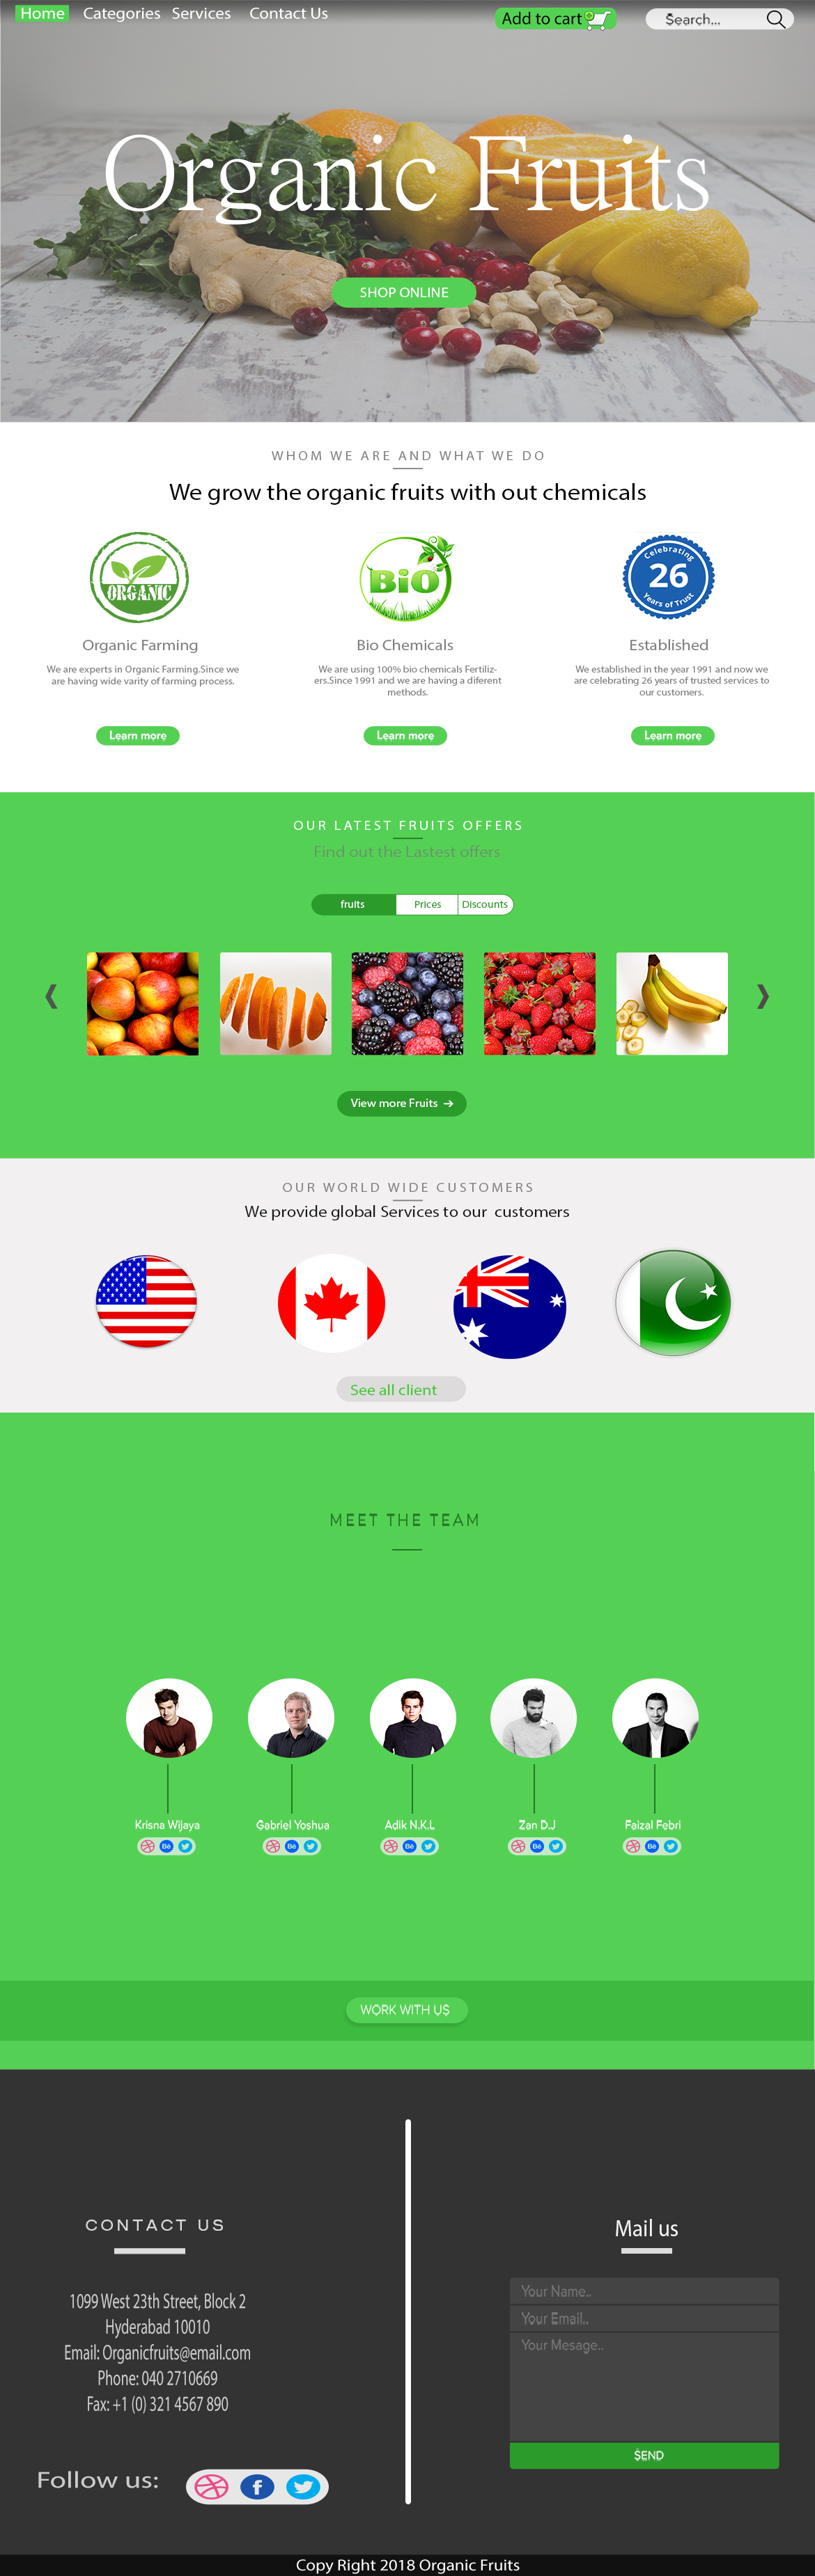 Home Categories Services Contact Us Add to cart Search...
Organic Fruits
SHOP ONLINE
WHOM WE ARE AND WHAT WE DO
We grow the organic fruits with out chemicals
ORGANIC
BiO
Celebrating
26
Years of Trust
Organic Farming
We are experts in Organic Farming.Since we
are having wide varity of farming process.
Learn more
Bio Chemicals
We are using 100% bio chemicals Fertiliz-
ers.Since 1991 and we are having a diferent
methods.
Learn more
Established
We established in the year 1991 and now we
are celebrating 26 years of trusted services to
our customers.
Learn more
OUR LATEST FRUITS OFFERS
Find out the Lastest offers
fruits Prices Discounts
View more Fruits →
OUR WORLD WIDE CUSTOMERS
We provide global Services to our customers
See all client
MEET THE TEAM
Krisna Wijaya Gabriel Yoshua Adik N.K.L Zan D.J Faizal Febri
Bē Bē Bē Bē Bē
WORK WITH US
CONTACT US
1099 West 23th Street, Block 2
Hyderabad 10010
Email: Organicfruits@email.com
Phone: 040 2710669
Fax: +1 (0) 321 4567 890
Follow us: f
Mail us
Your Name..
Your Email..
Your Mesage..
SEND
Copy Right 2018 Organic Fruits